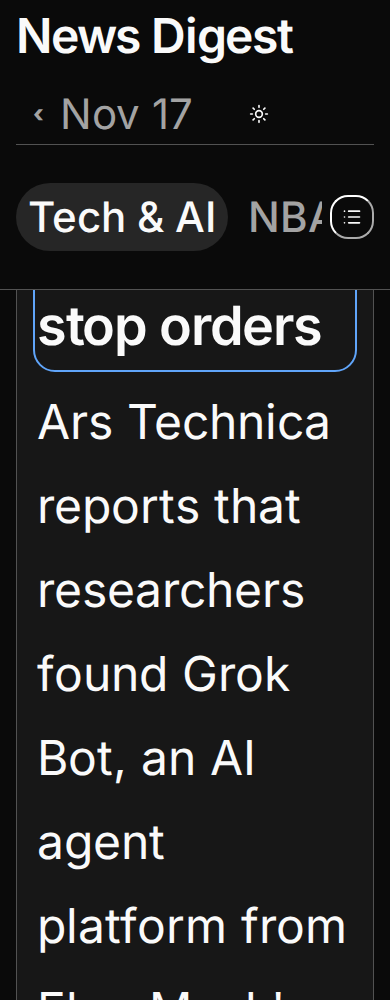 News Digest
‹ Nov 17
Tech & AI NBA
stop orders
Ars Technica
reports that
researchers
found Grok
Bot, an AI
agent
platform from